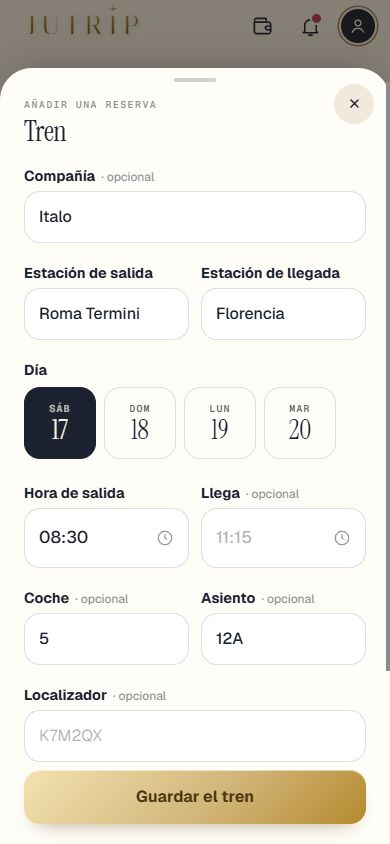 JUTRIP
AÑADIR UNA RESERVA
Tren
Compañía · opcional
Italo
Estación de salida Estación de llegada
Roma Termini Florencia
Día
SÁB DOM LUN MAR
17 18 19 20
Hora de salida Llega · opcional
08:30 11:15
Coche · opcional Asiento · opcional
5 12A
Localizador · opcional
K7M2QX
Guardar el tren